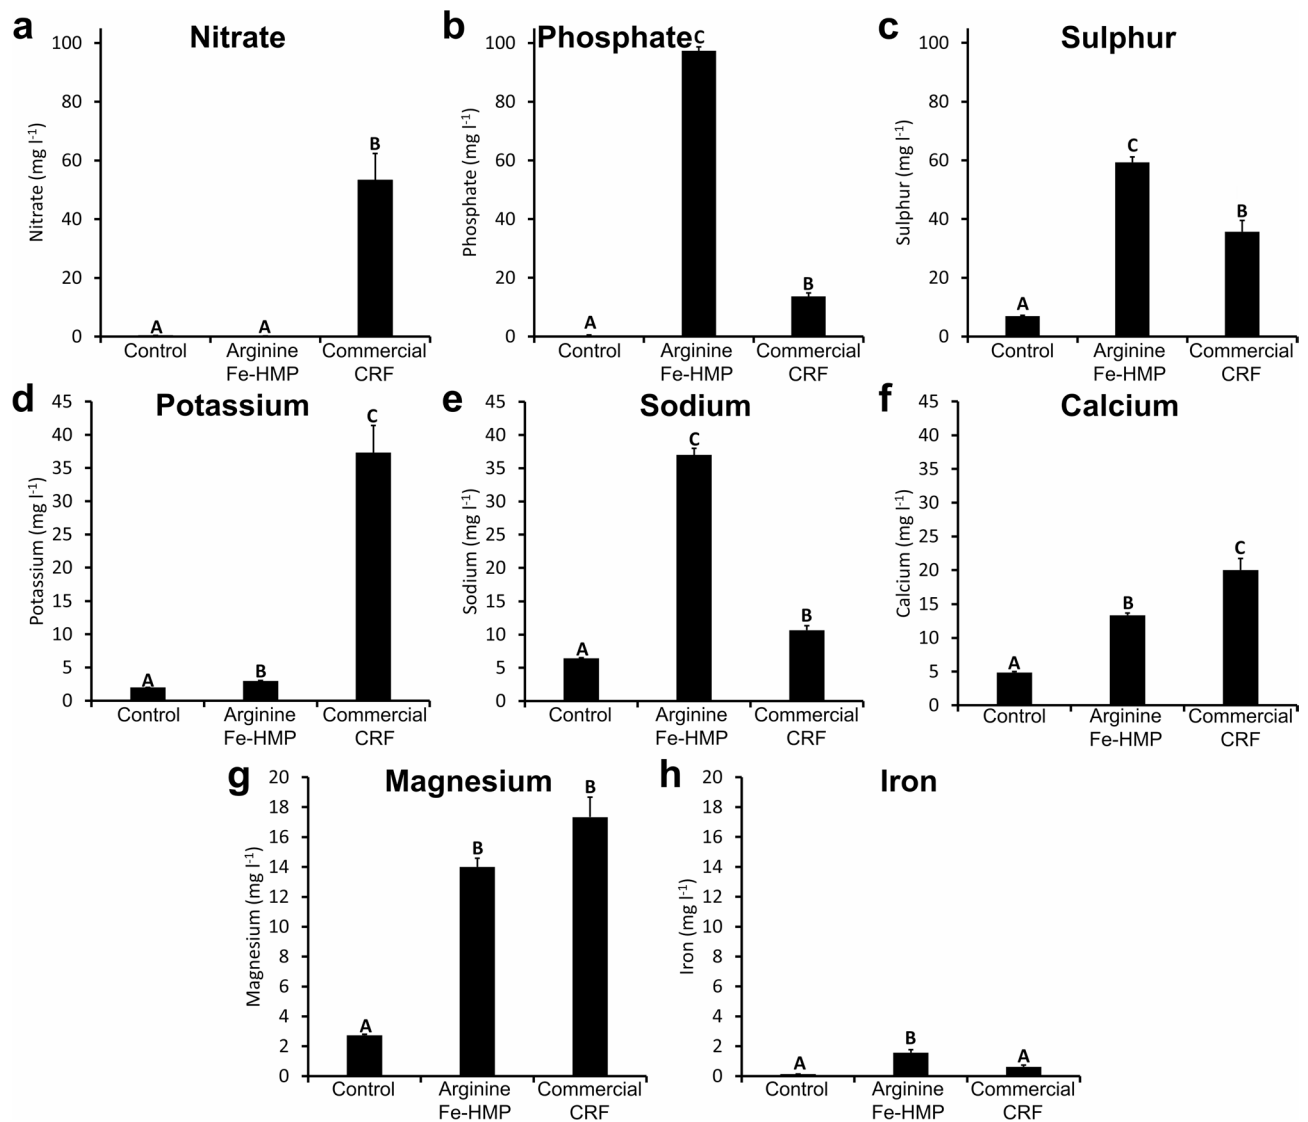 a Nitrate
100
80
60
40
20
0
Nitrate (mg l-1)
A
A
B
Control
Arginine
Fe-HMP
Commercial
CRF
b Phosphate
100
80
60
40
20
0
Phosphate (mg l-1)
A
C
B
Control
Arginine
Fe-HMP
Commercial
CRF
c Sulphur
100
80
60
40
20
0
Sulphur (mg l-1)
A
C
B
Control
Arginine
Fe-HMP
Commercial
CRF
d Potassium
45
40
35
30
25
20
15
10
5
0
Potassium (mg l-1)
A
B
C
Control
Arginine
Fe-HMP
Commercial
CRF
e Sodium
45
40
35
30
25
20
15
10
5
0
Sodium (mg l-1)
A
C
B
Control
Arginine
Fe-HMP
Commercial
CRF
f Calcium
45
40
35
30
25
20
15
10
5
0
Calcium (mg l-1)
A
B
C
Control
Arginine
Fe-HMP
Commercial
CRF
g Magnesium
20
18
16
14
12
10
8
6
4
2
0
Magnesium (mg l-1)
A
B
B
Control
Arginine
Fe-HMP
Commercial
CRF
h Iron
20
18
16
14
12
10
8
6
4
2
0
Iron (mg l-1)
A
B
A
Control
Arginine
Fe-HMP
Commercial
CRF